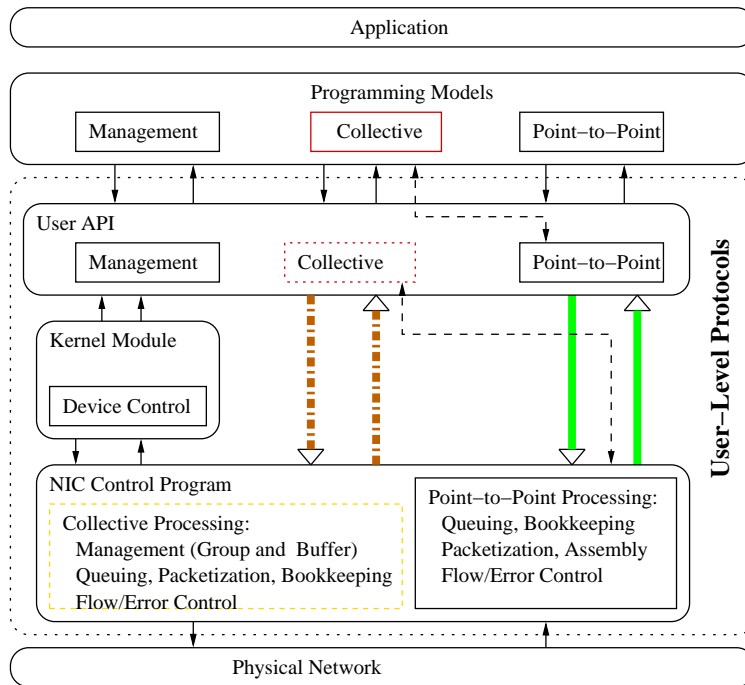 Application
Programming Models
Management
Collective
Point−to−Point
User API
Management
Collective
Point−to−Point
Kernel Module
Device Control
User−Level Protocols
NIC Control Program
Collective Processing:
Management (Group and Buffer)
Queuing, Packetization, Bookkeeping
Flow/Error Control
Point−to−Point Processing:
Queuing, Bookkeeping
Packetization, Assembly
Flow/Error Control
Physical Network